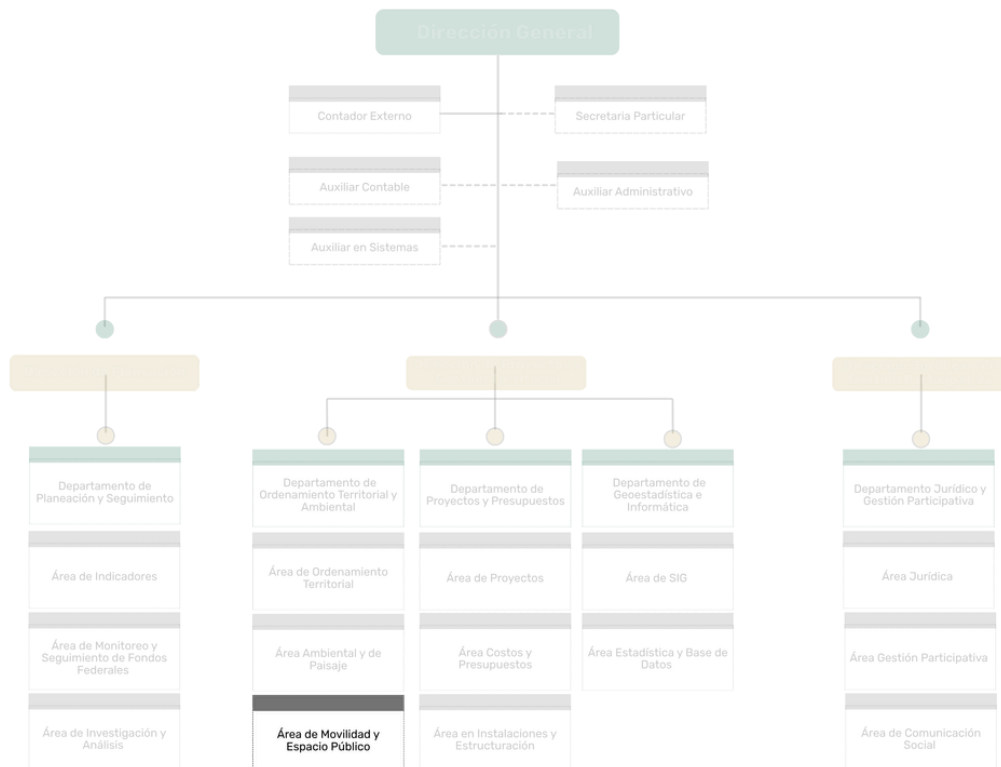 Dirección General
Contador Externo
Secretaria Particular
Auxiliar Contable
Auxiliar Administrativo
Auxiliar en Sistemas
Departamento de
Planeación y Seguimiento
Área de Indicadores
Área de Monitoreo y
Seguimiento de Fondos
Federales
Área de Investigación y
Análisis
Departamento de
Ordenamiento Territorial y
Ambiental
Área de Ordenamiento
Territorial
Área Ambiental y de
Paisaje
Área de Movilidad y
Espacio Público
Departamento de
Proyectos y Presupuestos
Área de Proyectos
Área Costos y
Presupuestos
Área en Instalaciones y
Estructuración
Departamento de
Geoestadística e
Informática
Área de SIG
Área Estadística y Base de
Datos
Departamento Jurídico y
Gestión Participativa
Área Jurídica
Área Gestión Participativa
Área de Comunicación
Social